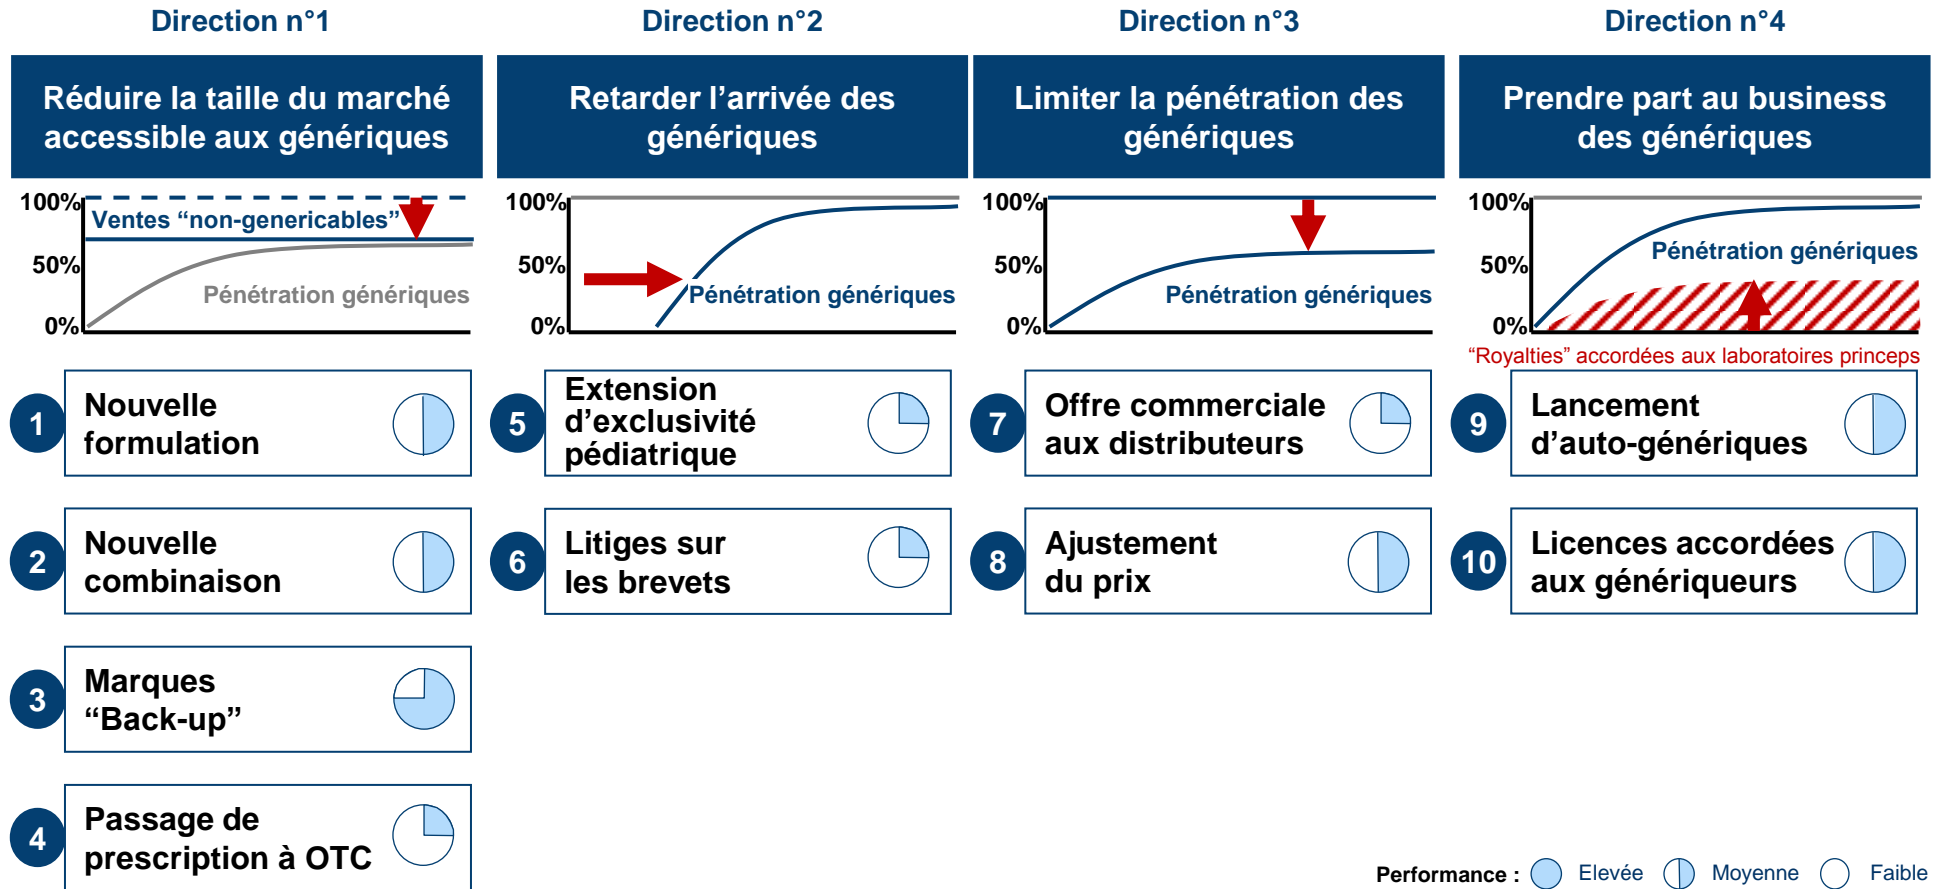 Direction n°1
Réduire la taille du marché
accessible aux génériques
100%
Ventes “non-genericables”
50%
Pénétration génériques
0%
1
Nouvelle
formulation
2
Nouvelle
combinaison
3
Marques
“Back-up”
4
Passage de
prescription à OTC
Direction n°2
Retarder l’arrivée des
génériques
100%
50%
Pénétration génériques
0%
5
Extension
d’exclusivité
pédiatrique
6
Litiges sur
les brevets
Direction n°3
Limiter la pénétration des
génériques
100%
50%
Pénétration génériques
0%
7
Offre commerciale
aux distributeurs
8
Ajustement
du prix
Direction n°4
Prendre part au business
des génériques
100%
Pénétration génériques
50%
0%
“Royalties” accordées aux laboratoires princeps
9
Lancement
d’auto-génériques
10
Licences accordées
aux génériqueurs
Performance : Elevée Moyenne Faible